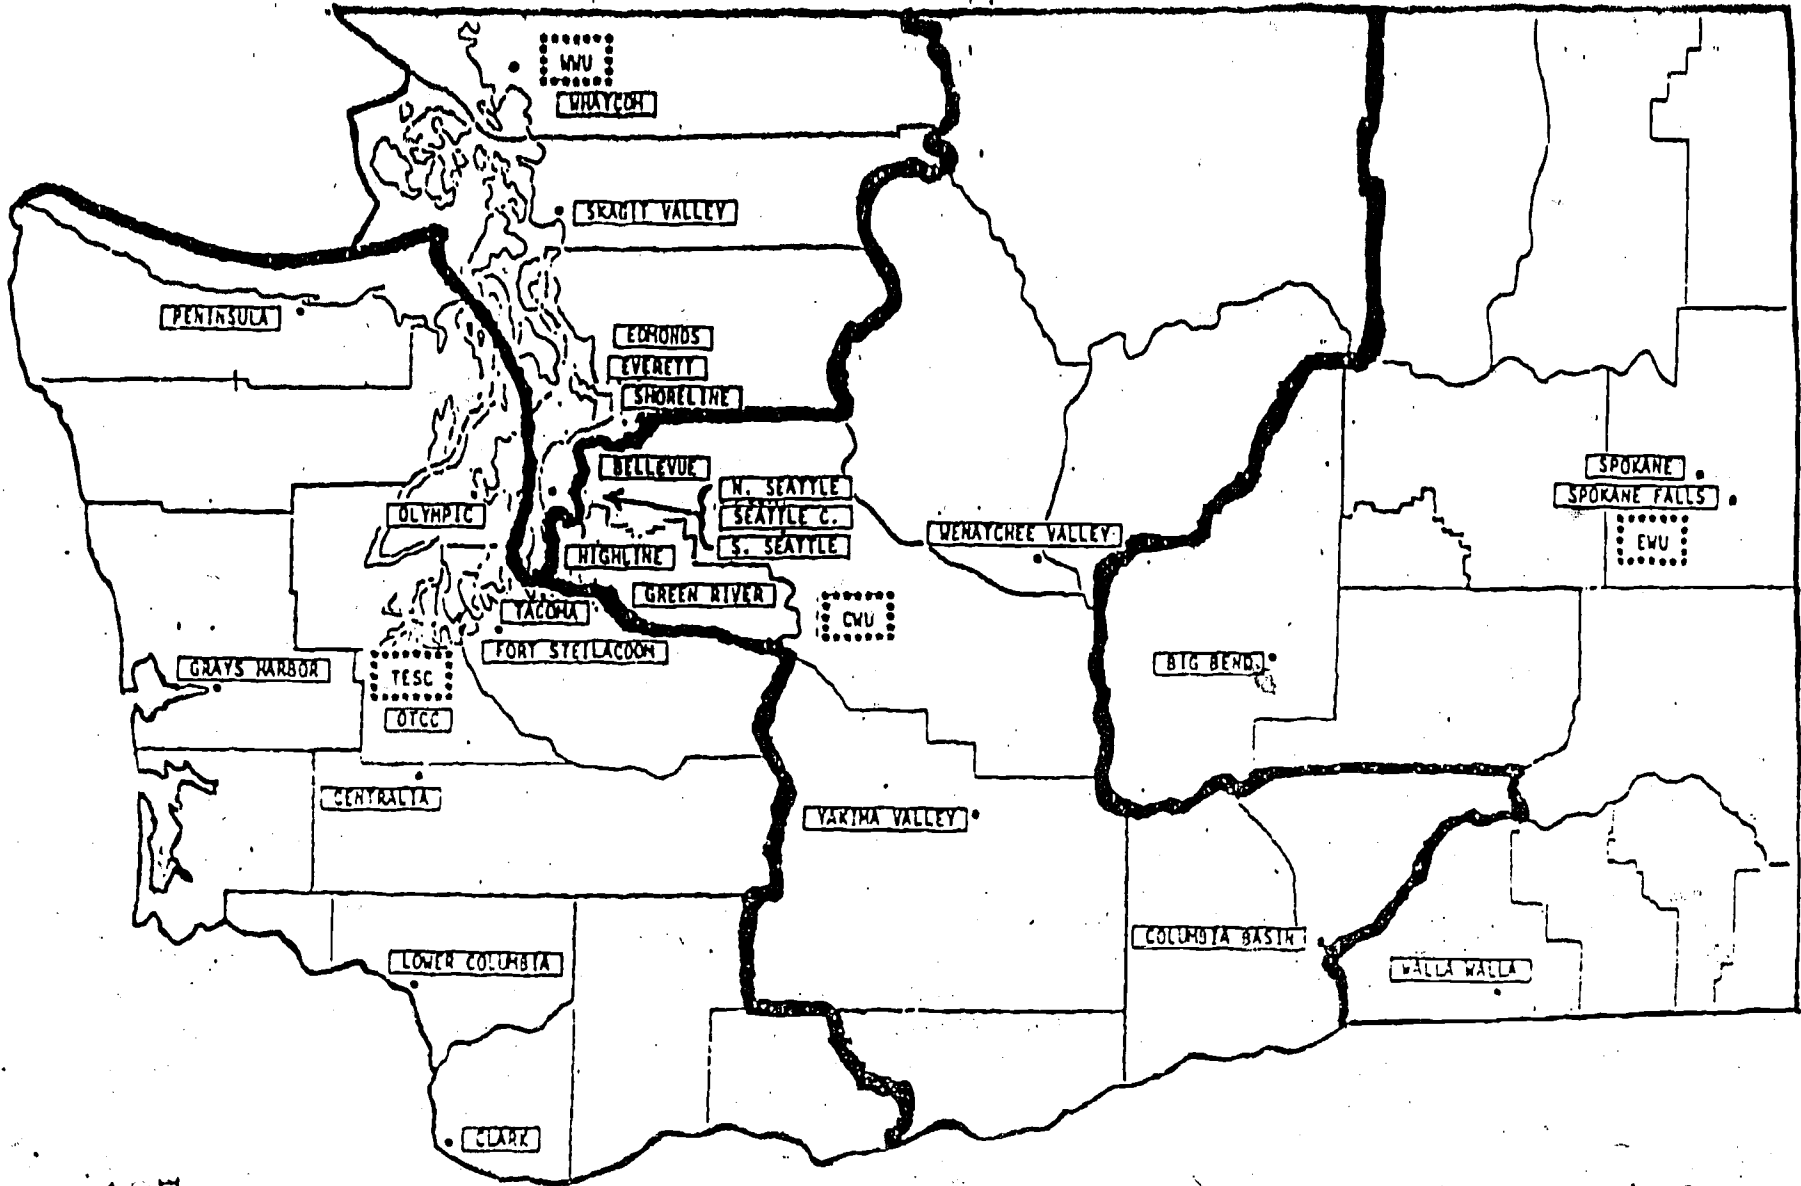 WWU
WHATCOM
SKAGIT VALLEY
PENINSULA
EDMONDS
EVERETT
SHORELINE
BELLEVUE
SPOKANE
N. SEATTLE
SPOKANE FALLS
OLYMPIC
SEATTLE C.
WENATCHEE VALLEY
EWU
S. SEATTLE
HIGHLINE
GREEN RIVER
TACOMA
CWU
FORT STEILACOOM
GRAYS HARBOR
BIG BEND
TESC
OTCC
CENTRALIA
YAKIMA VALLEY
COLUMBIA BASIN
LOWER COLUMBIA
WALLA WALLA
CLARK